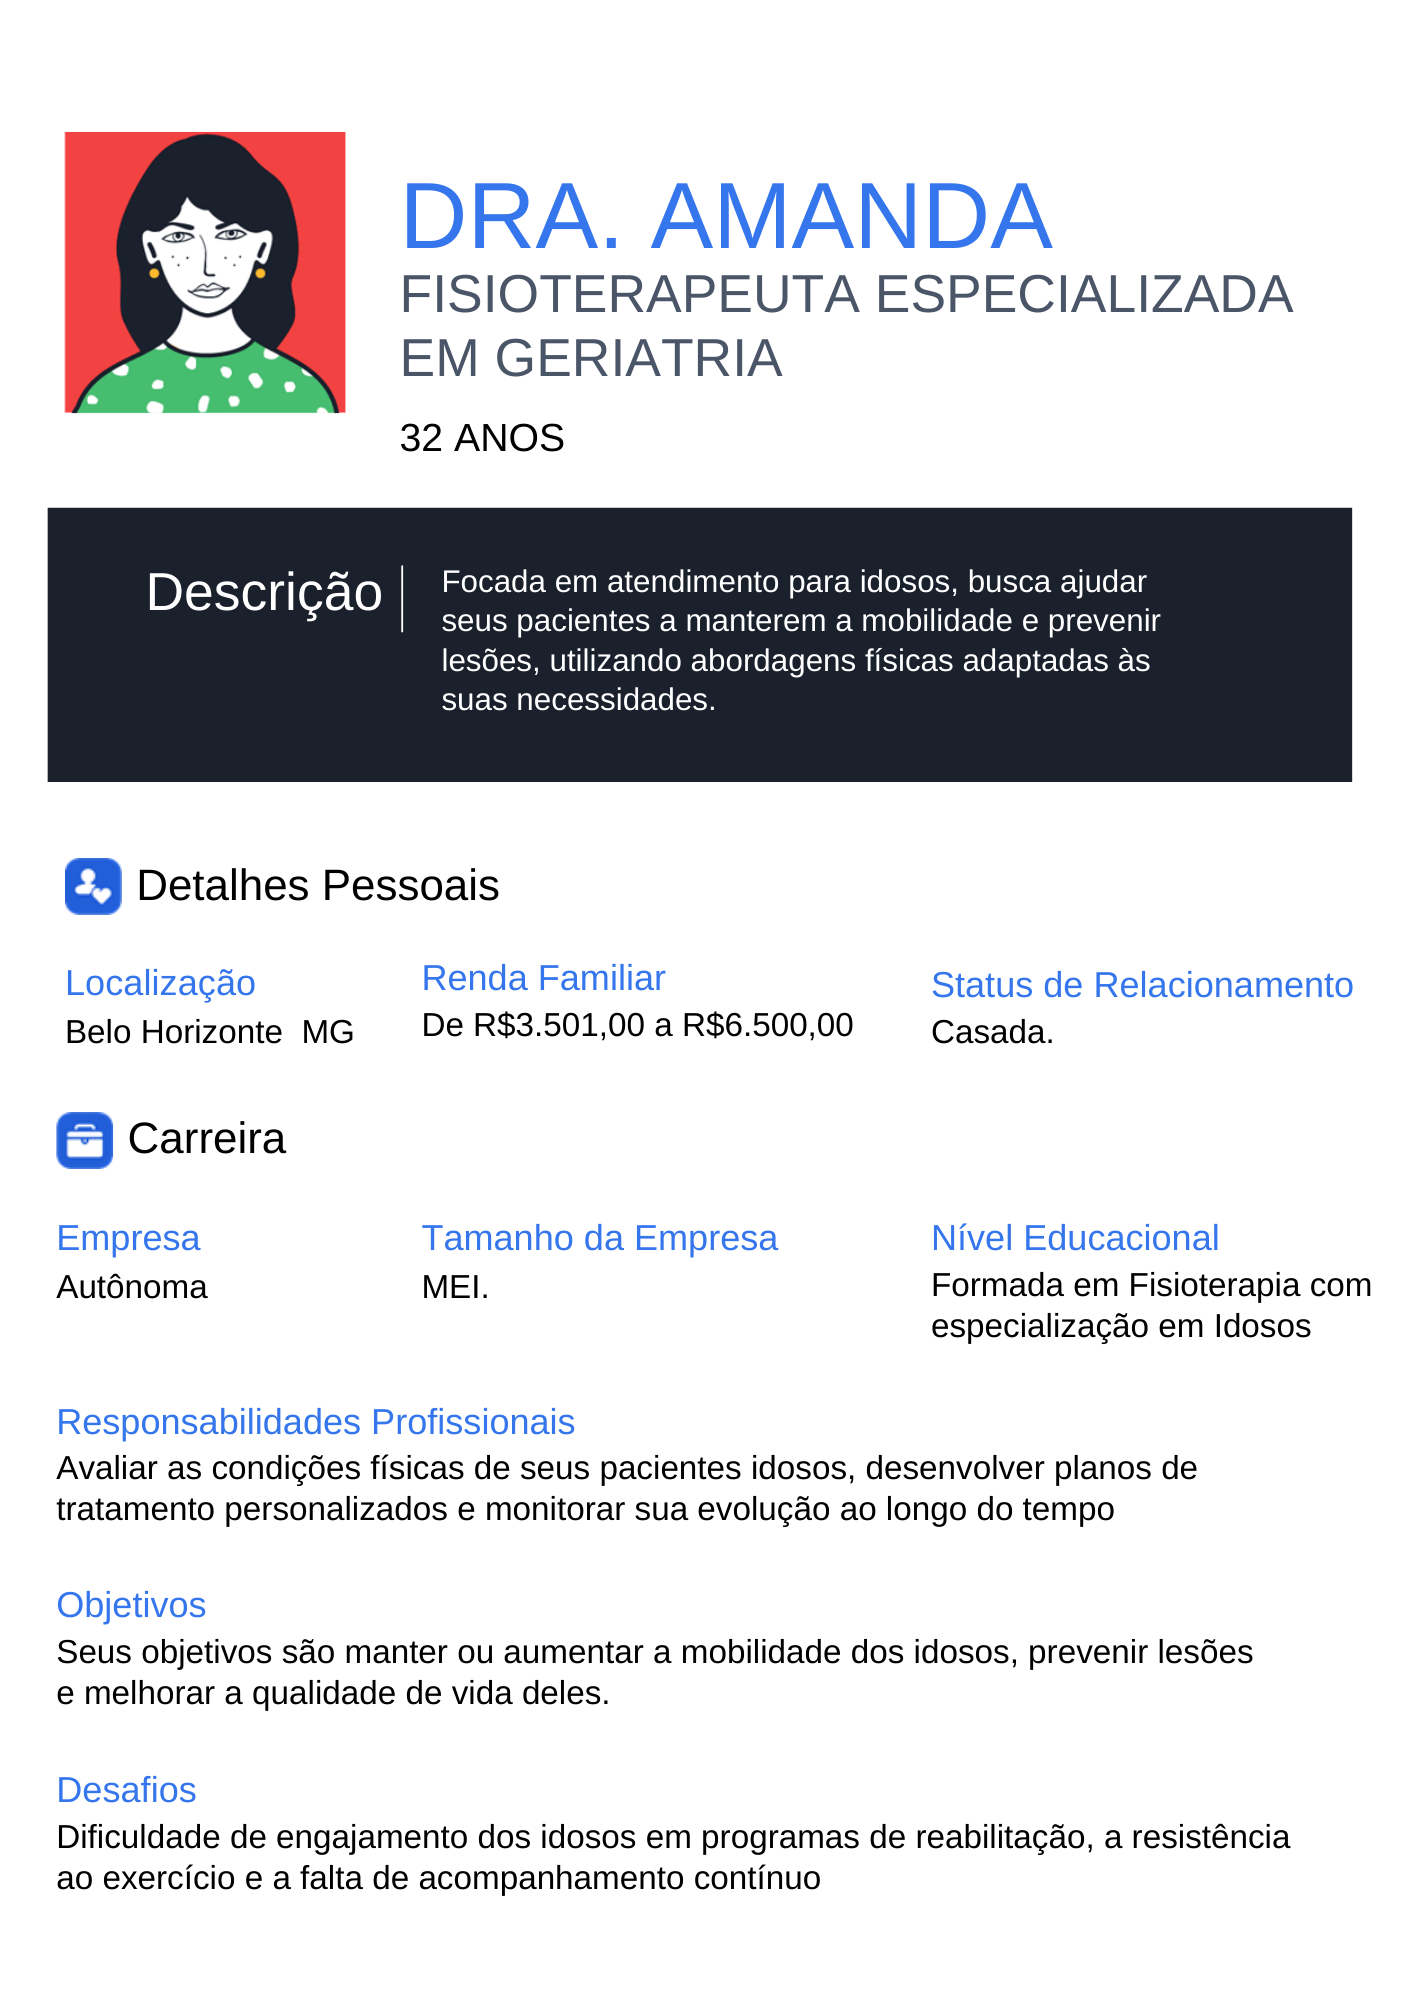 DRA. AMANDA
FISIOTERAPEUTA ESPECIALIZADA
EM GERIATRIA
32 ANOS
Descrição
Focada em atendimento para idosos, busca ajudar
seus pacientes a manterem a mobilidade e prevenir
lesões, utilizando abordagens físicas adaptadas às
suas necessidades.
Detalhes Pessoais
Localização
Belo Horizonte  MG
Renda Familiar
De R$3.501,00 a R$6.500,00
Status de Relacionamento
Casada.
Carreira
Empresa
Autônoma
Tamanho da Empresa
MEI.
Nível Educacional
Formada em Fisioterapia com
especialização em Idosos
Responsabilidades Profissionais
Avaliar as condições físicas de seus pacientes idosos, desenvolver planos de
tratamento personalizados e monitorar sua evolução ao longo do tempo
Objetivos
Seus objetivos são manter ou aumentar a mobilidade dos idosos, prevenir lesões
e melhorar a qualidade de vida deles.
Desafios
Dificuldade de engajamento dos idosos em programas de reabilitação, a resistência
ao exercício e a falta de acompanhamento contínuo